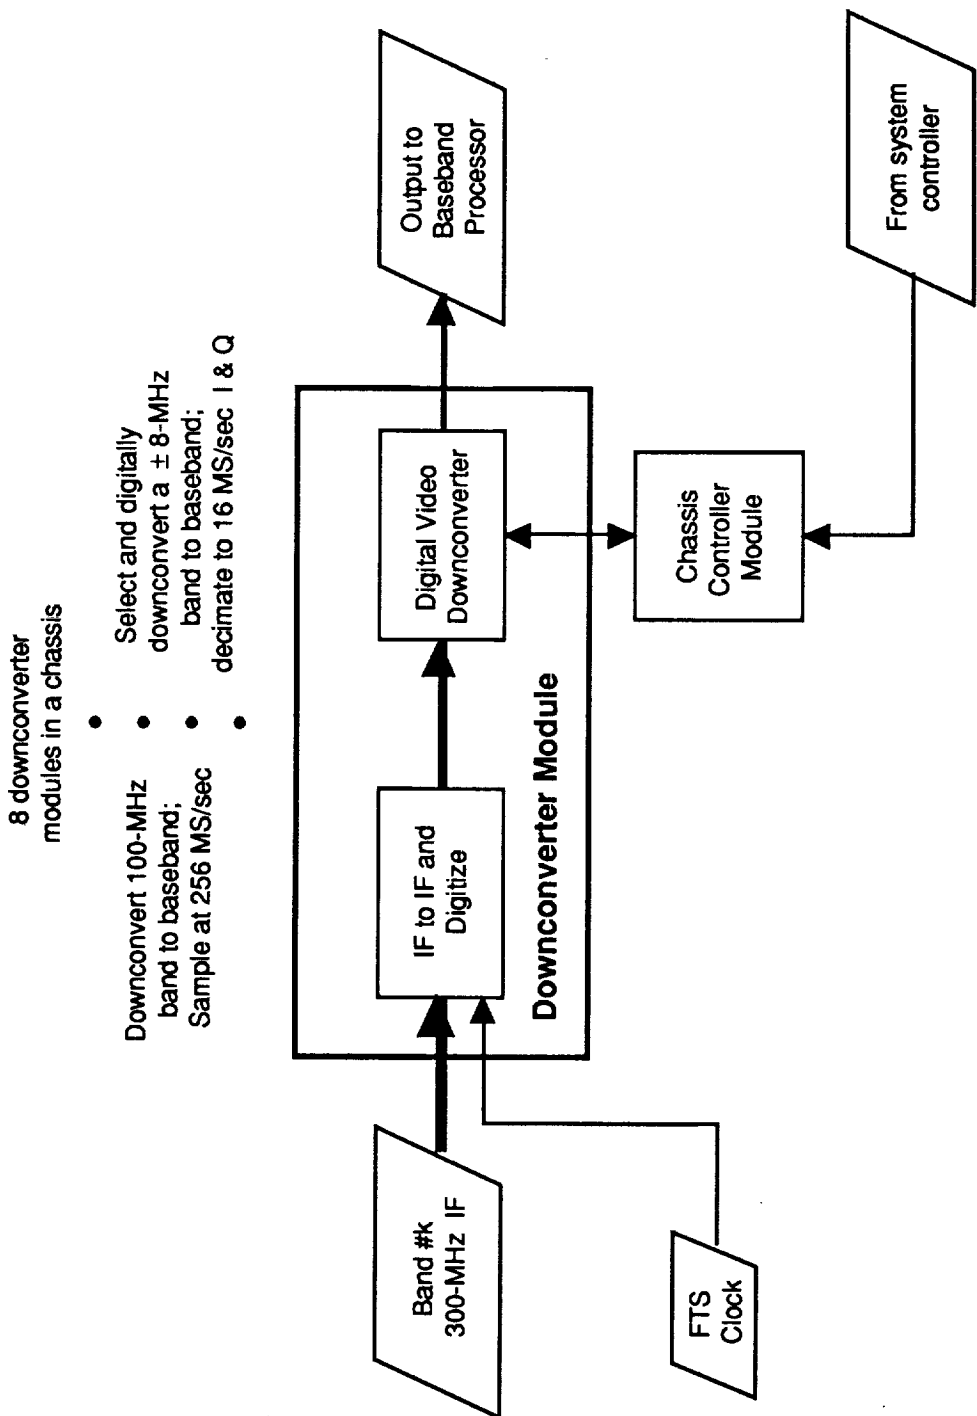 8 downconverter
modules in a chassis
Downconvert 100-MHz
band to baseband;
Sample at 256 MS/sec
Select and digitally
downconvert a ± 8-MHz
band to baseband;
decimate to 16 MS/sec I & Q
Band #k
300-MHz IF
IF to IF and
Digitize
Digital Video
Downconverter
Output to
Baseband
Processor
Downconverter Module
FTS
Clock
Chassis
Controller
Module
From system
controller